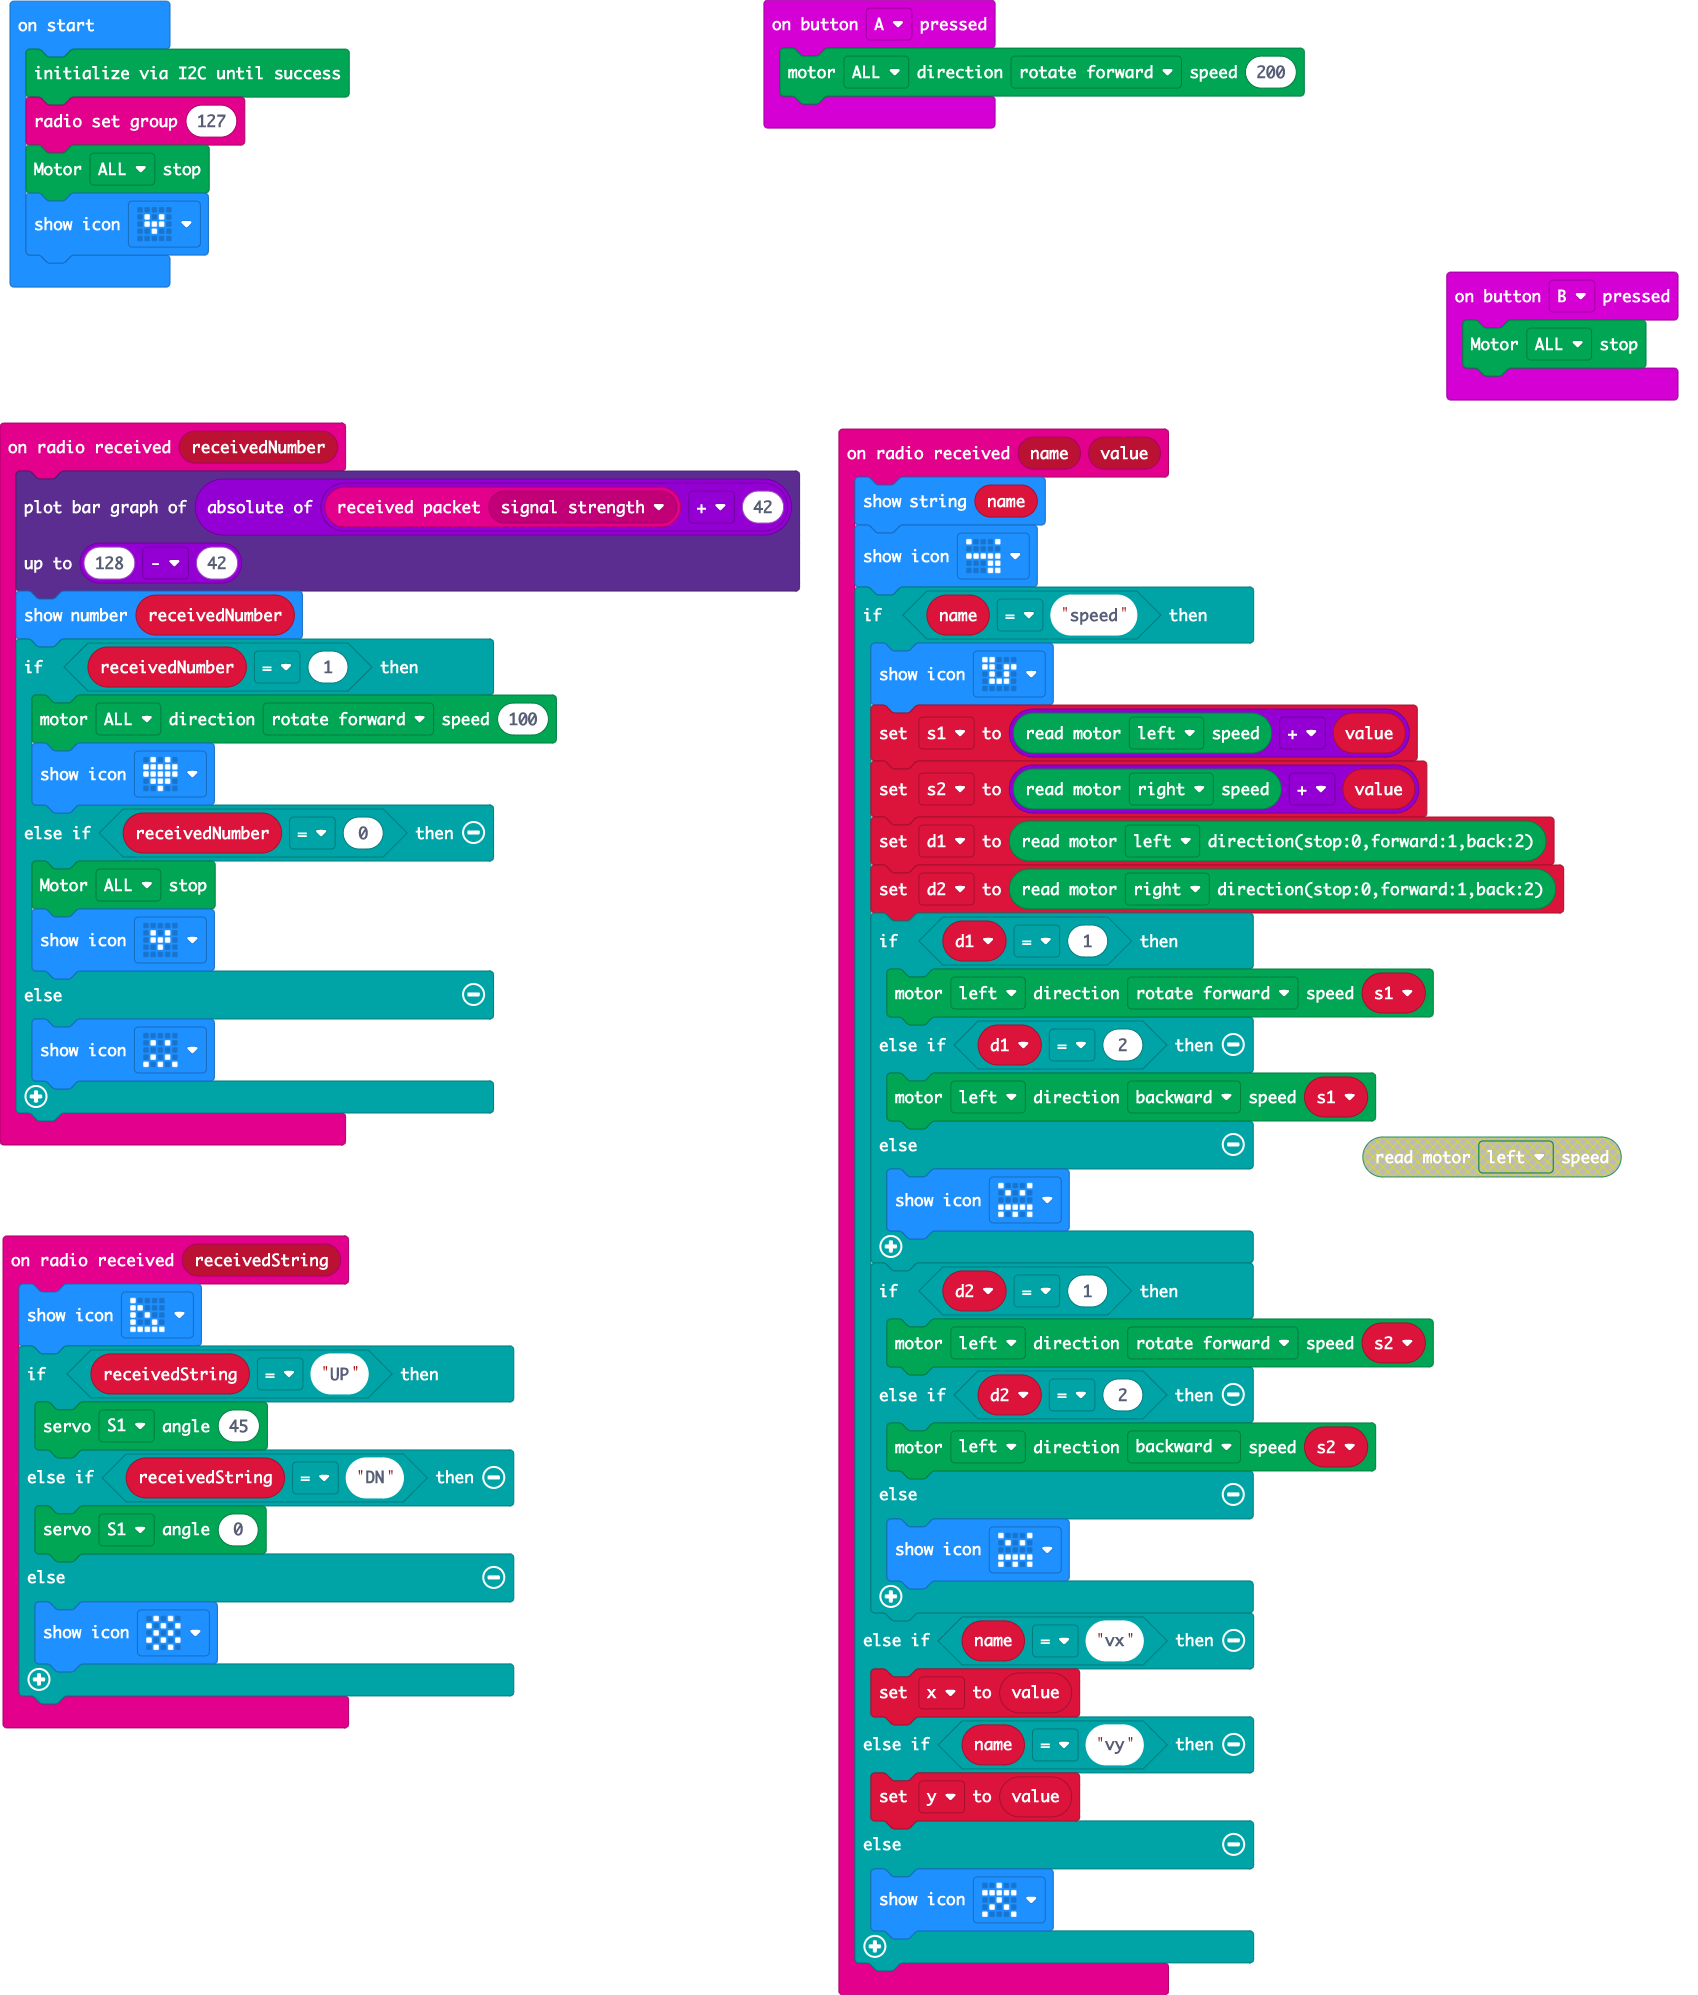 on start
initialize via I2C until success
radio set group 127
Motor ALL stop
show icon
on button A pressed
motor ALL direction rotate forward speed 200
on button B pressed
Motor ALL stop
on radio received receivedNumber
plot bar graph of absolute of received packet signal strength + 42
up to 128 - 42
show number receivedNumber
if receivedNumber = 1 then
motor ALL direction rotate forward speed 100
show icon
else if receivedNumber = 0 then
Motor ALL stop
show icon
else
show icon
on radio received receivedString
show icon
if receivedString = "UP" then
servo S1 angle 45
else if receivedString = "DN" then
servo S1 angle 0
else
show icon
on radio received name value
show string name
show icon
if name = "speed" then
show icon
set s1 to read motor left speed + value
set s2 to read motor right speed + value
set d1 to read motor left direction(stop:0,forward:1,back:2)
set d2 to read motor right direction(stop:0,forward:1,back:2)
if d1 = 1 then
motor left direction rotate forward speed s1
else if d1 = 2 then
motor left direction backward speed s1
else
show icon
if d2 = 1 then
motor left direction rotate forward speed s2
else if d2 = 2 then
motor left direction backward speed s2
else
show icon
else if name = "vx" then
set x to value
else if name = "vy" then
set y to value
else
show icon
read motor left speed